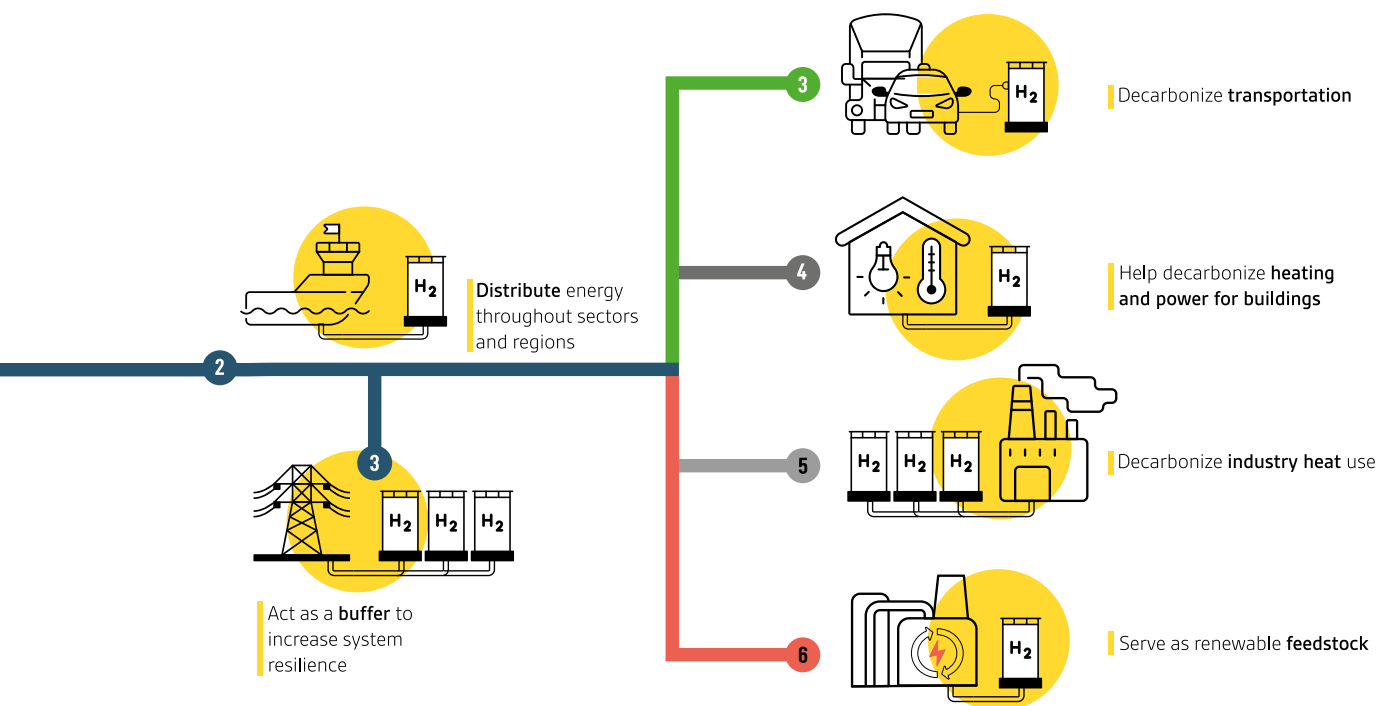 2
H2
Distribute energy
throughout sectors
and regions
3
H2
H2
H2
Act as a buffer to
increase system
resilience
3
H2
Decarbonize transportation
4
H2
Help decarbonize heating
and power for buildings
5
H2
H2
H2
Decarbonize industry heat use
6
H2
Serve as renewable feedstock